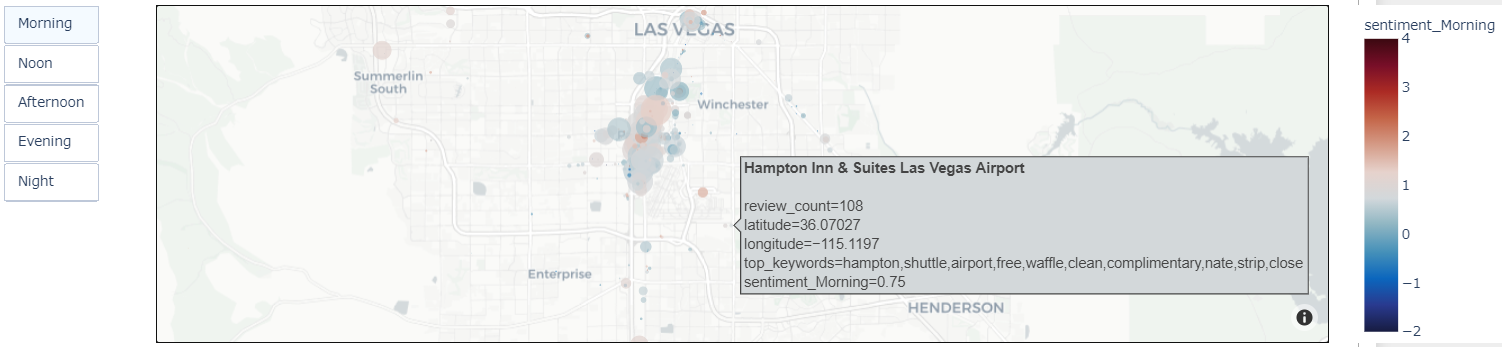 Morning
Noon
Afternoon
Evening
Night
LAS VEGAS
Summerlin
South
Winchester
Enterprise
HENDERSON
Hampton Inn & Suites Las Vegas Airport
review_count=108
latitude=36.07027
longitude=−115.1197
top_keywords=hampton,shuttle,airport,free,waffle,clean,complimentary,nate,strip,close
sentiment_Morning=0.75
sentiment_Morning
4
3
2
1
0
−1
−2